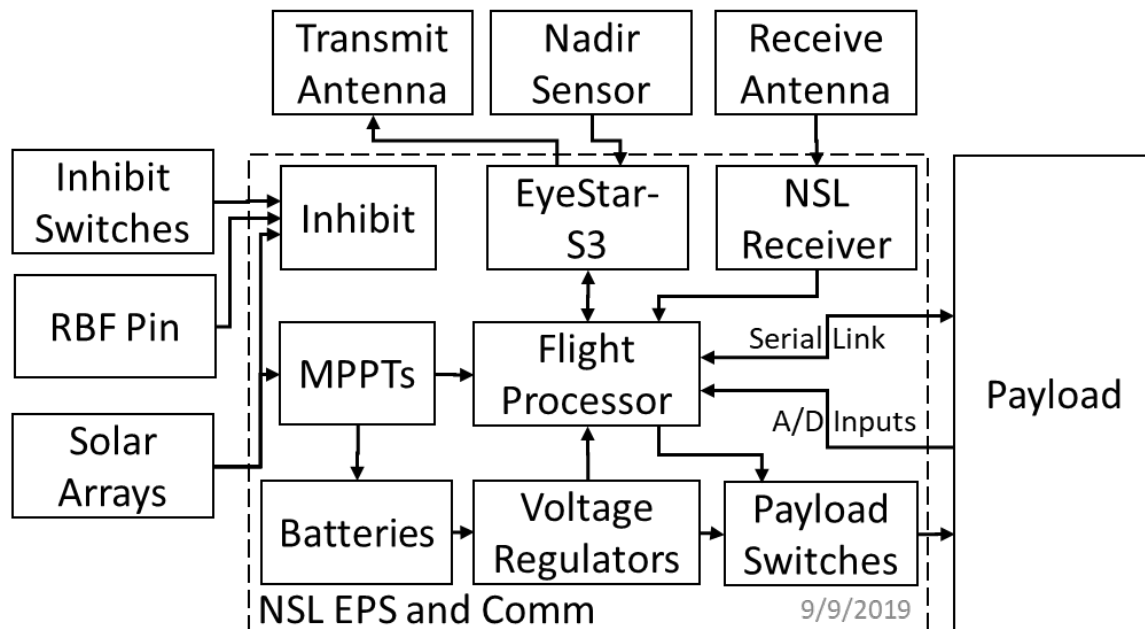 Transmit
Antenna
Nadir
Sensor
Receive
Antenna
Inhibit
Switches
Inhibit
EyeStar-
S3
NSL
Receiver
RBF Pin
MPPTs
Flight
Processor
Serial Link
A/D Inputs
Payload
Solar
Arrays
Batteries
Voltage
Regulators
Payload
Switches
NSL EPS and Comm
9/9/2019